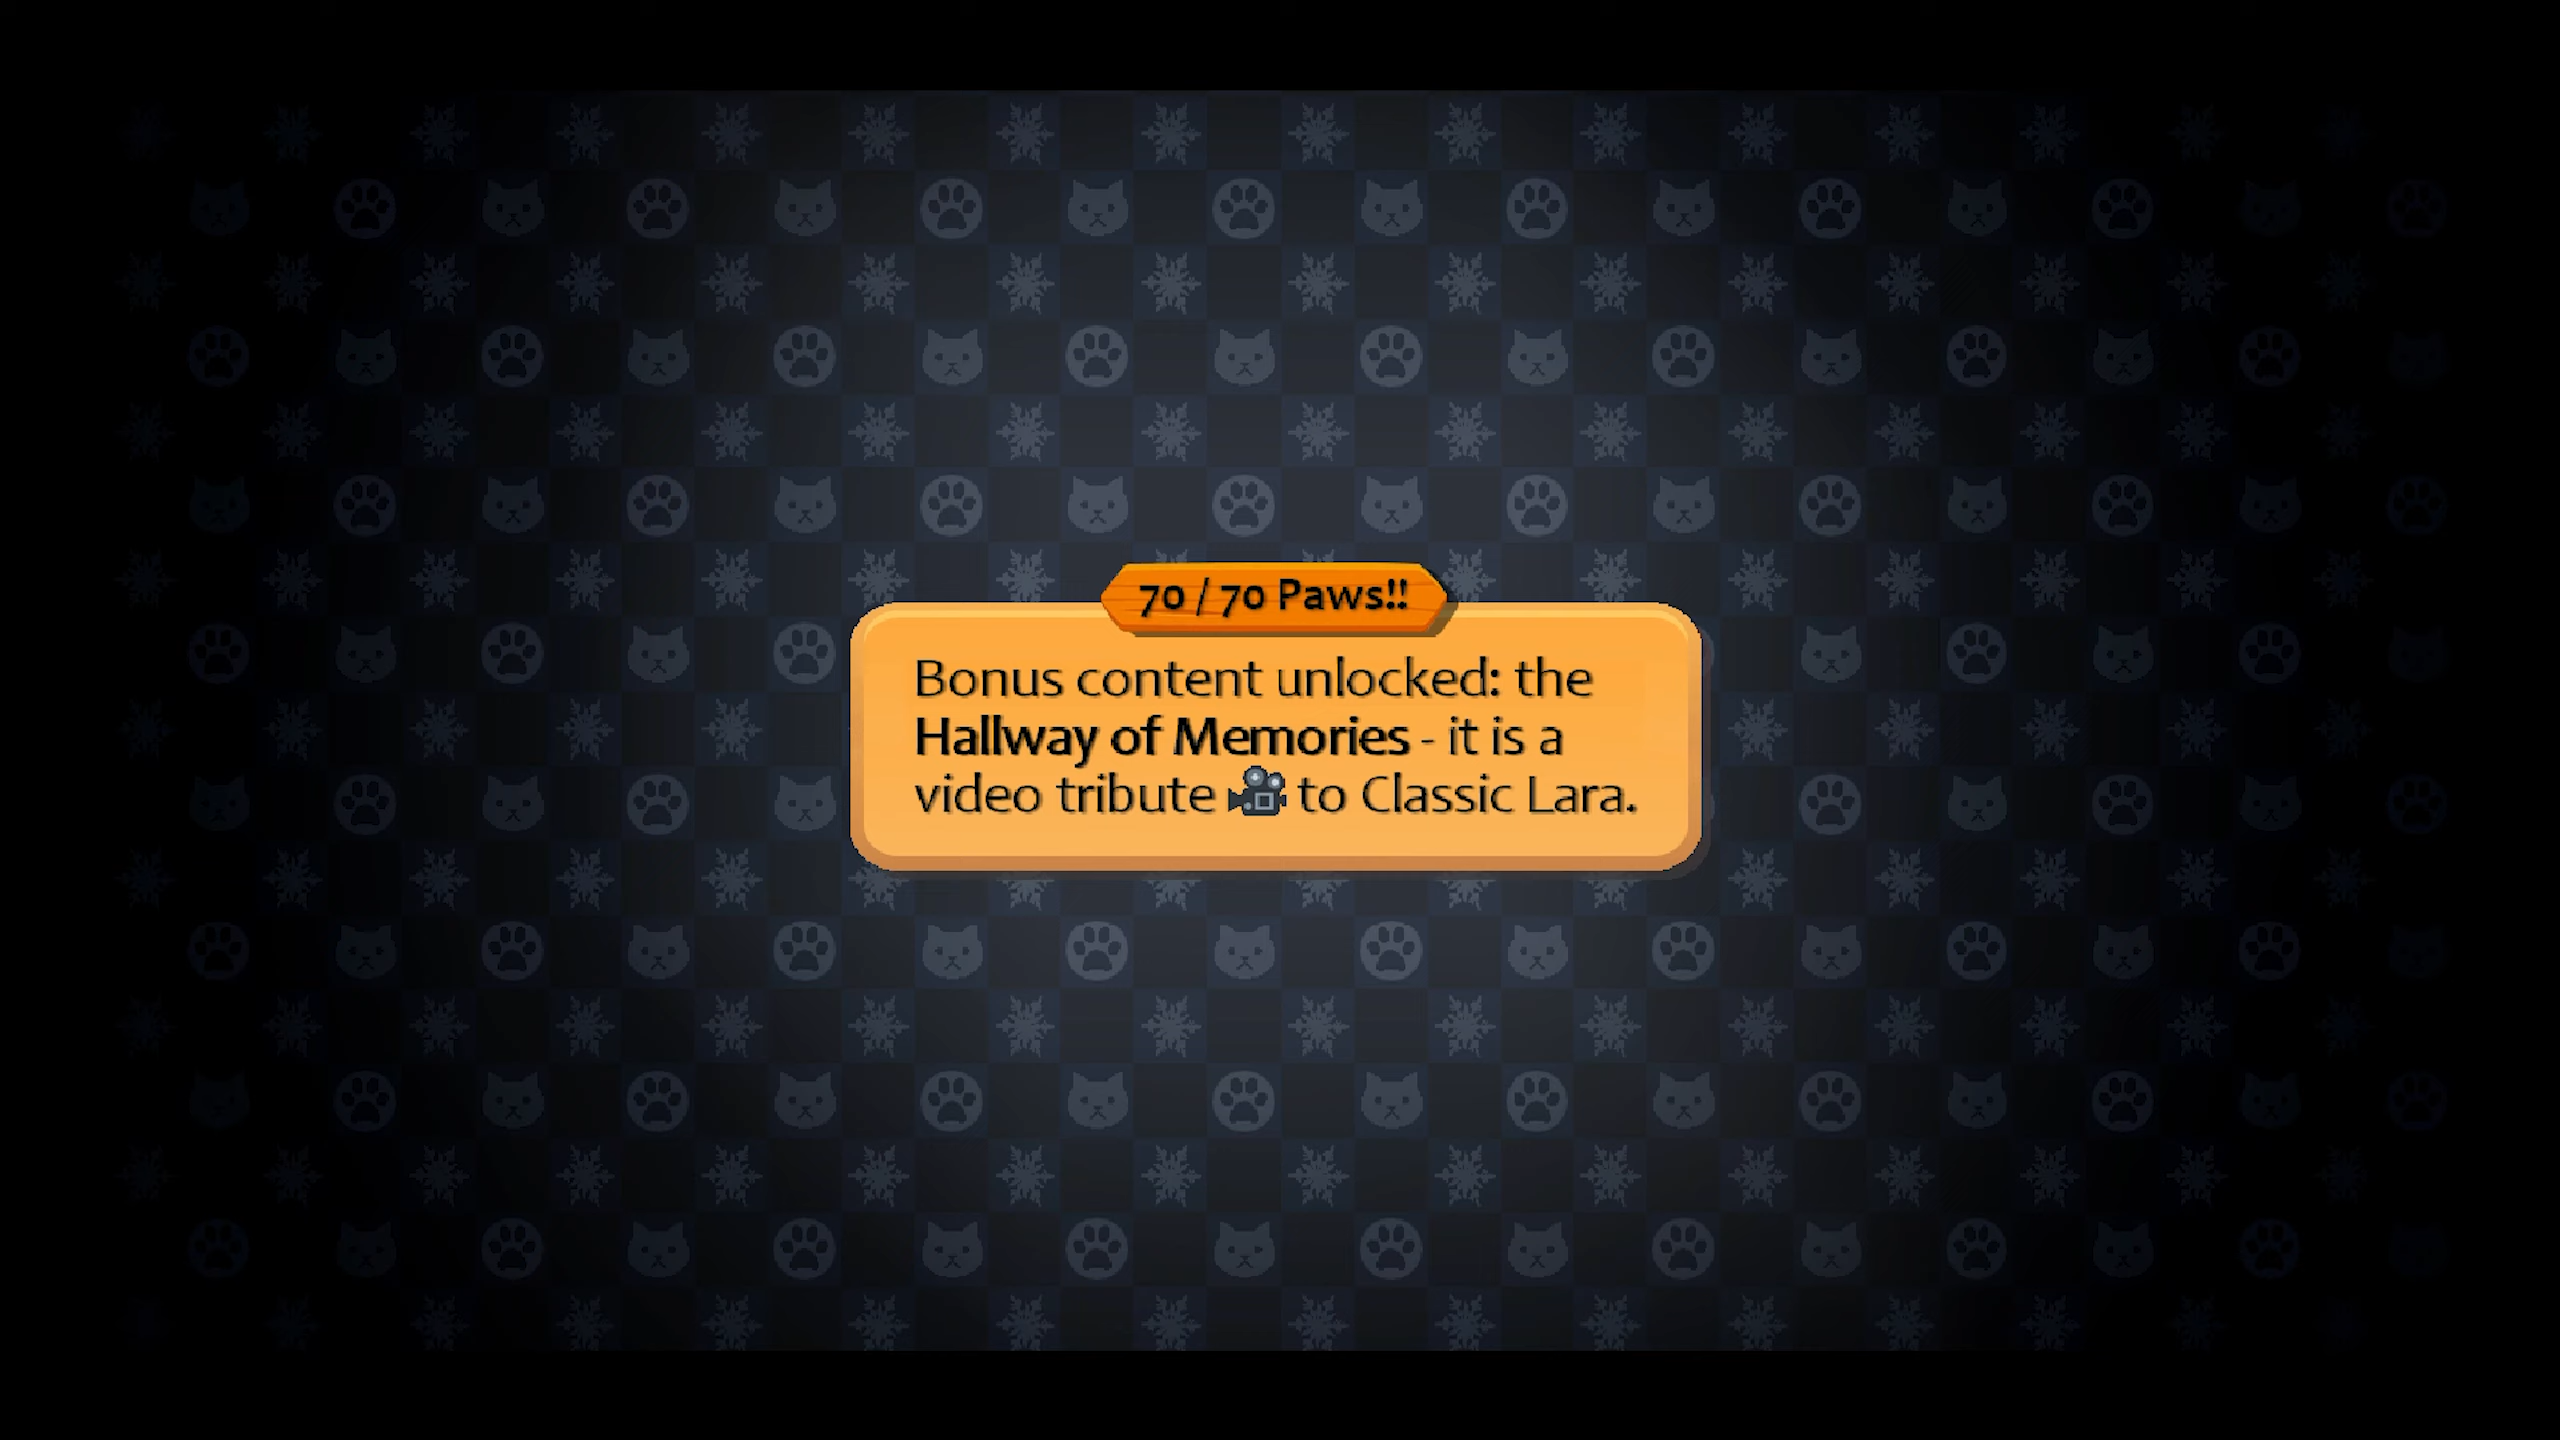 70 / 70 Paws!!
Bonus content unlocked: the
Hallway of Memories - it is a
video tribute 🎥 to Classic Lara.